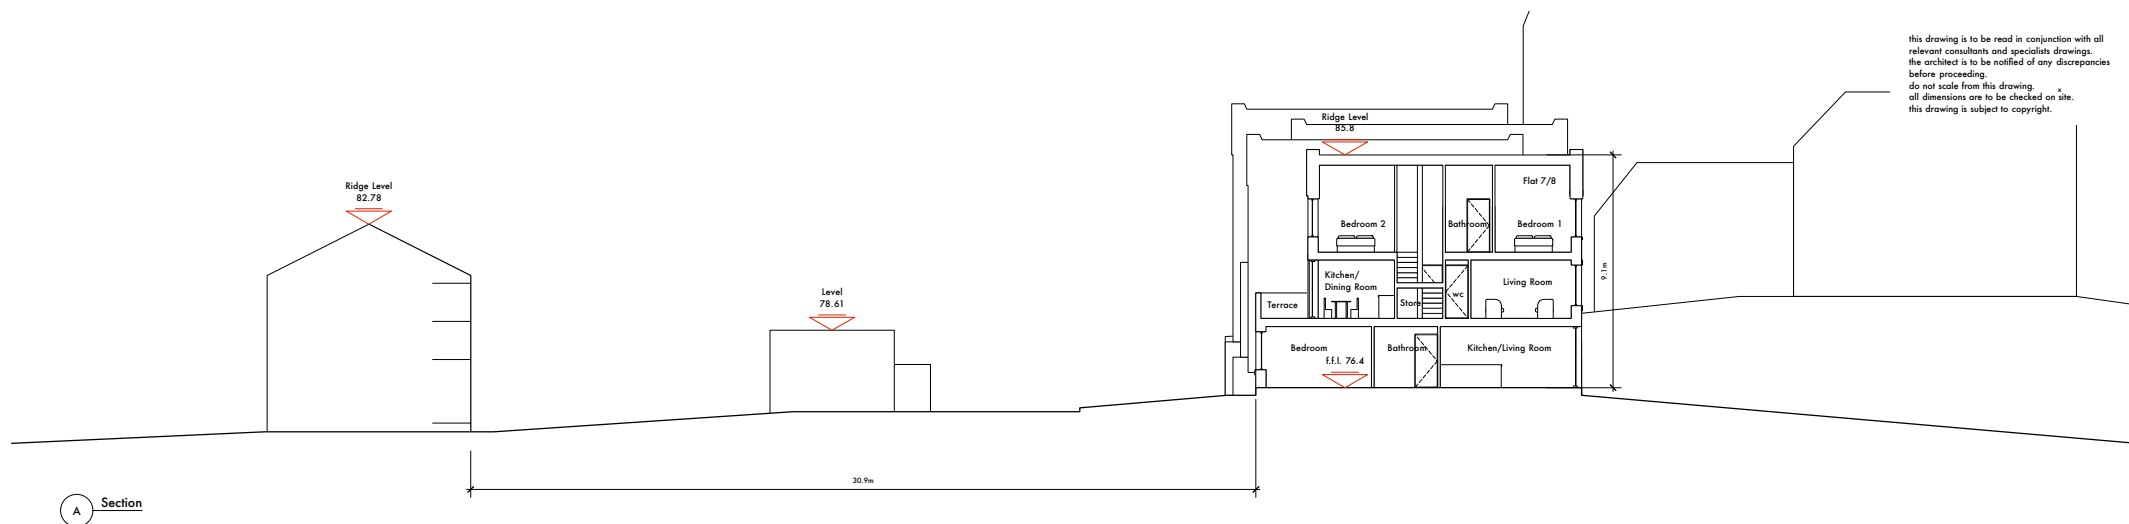 this drawing is to be read in conjunction with all
relevant consultants and specialists drawings.
the architect is to be notified of any discrepancies
before proceeding.
do not scale from this drawing.
x
all dimensions are to be checked on site.
this drawing is subject to copyright.
Ridge Level
85.8
Flat 7/8
Ridge Level
82.78
Bedroom 2
Bathroom
Bedroom 1
9.1m
Kitchen/
Dining Room
Living Room
Level
78.61
Terrace
Store
wc
Bedroom
Bathroom
Kitchen/Living Room
f.f.l. 76.4
30.9m
A
Section